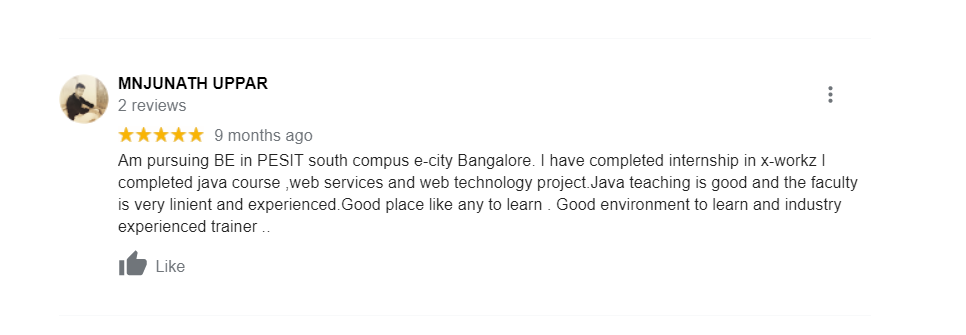 MNJUNATH UPPAR
2 reviews
9 months ago
Am pursuing BE in PESIT south compus e-city Bangalore. I have completed internship in x-workz I
completed java course ,web services and web technology project.Java teaching is good and the faculty
is very linient and experienced.Good place like any to learn . Good environment to learn and industry
experienced trainer ..
Like